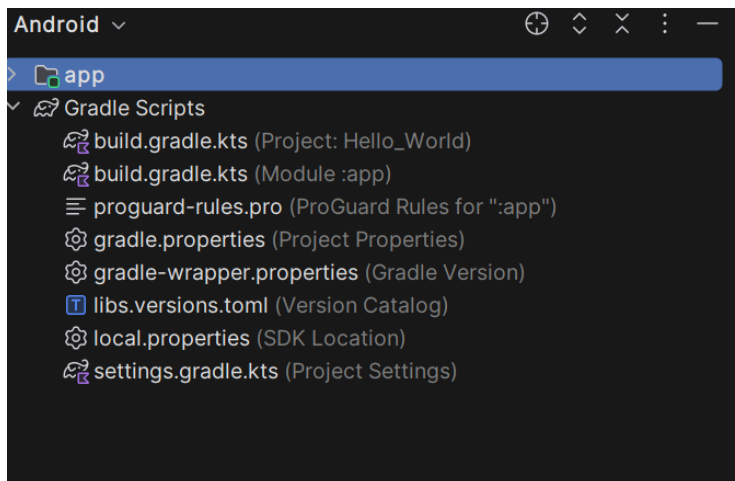 Android
app
Gradle Scripts
build.gradle.kts (Project: Hello_World)
build.gradle.kts (Module :app)
proguard-rules.pro (ProGuard Rules for ":app")
gradle.properties (Project Properties)
gradle-wrapper.properties (Gradle Version)
T libs.versions.toml (Version Catalog)
local.properties (SDK Location)
settings.gradle.kts (Project Settings)